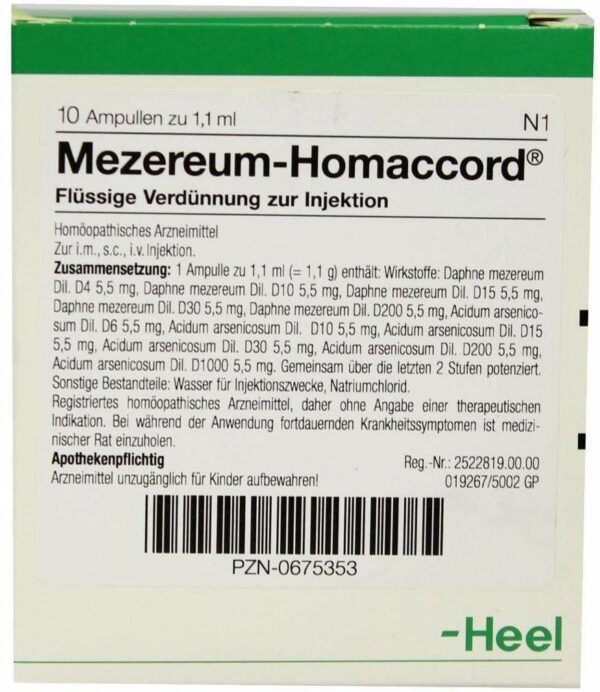 10 Ampullen zu 1,1 ml
N1
Mezereum-Homaccord®
Flüssige Verdünnung zur Injektion
Homöopathisches Arzneimittel
Zur i.m., s.c., i.v. Injektion.
Zusammensetzung: 1 Ampulle zu 1,1 ml (= 1,1 g) enthält: Wirkstoffe: Daphne mezereum
Dil. D4 5,5 mg, Daphne mezereum Dil. D10 5,5 mg, Daphne mezereum Dil. D15 5,5 mg,
Daphne mezereum Dil. D30 5,5 mg, Daphne mezereum Dil. D200 5,5 mg, Acidum arsenico-
sum Dil. D6 5,5 mg, Acidum arsenicosum Dil. D10 5,5 mg, Acidum arsenicosum Dil. D15
5,5 mg, Acidum arsenicosum Dil. D30 5,5 mg, Acidum arsenicosum Dil. D200 5,5 mg,
Acidum arsenicosum Dil. D1000 5,5 mg. Gemeinsam über die letzten 2 Stufen potenziert.
Sonstige Bestandteile: Wasser für Injektionszwecke, Natriumchlorid.
Registriertes homöopathisches Arzneimittel, daher ohne Angabe einer therapeutischen
Indikation. Bei während der Anwendung fortdauernden Krankheitssymptomen ist medizi-
nischer Rat einzuholen.
Apothekenpflichtig
Reg.-Nr.: 2522819.00.00
Arzneimittel unzugänglich für Kinder aufbewahren!
019267/5002 GP
PZN-0675353
-Heel